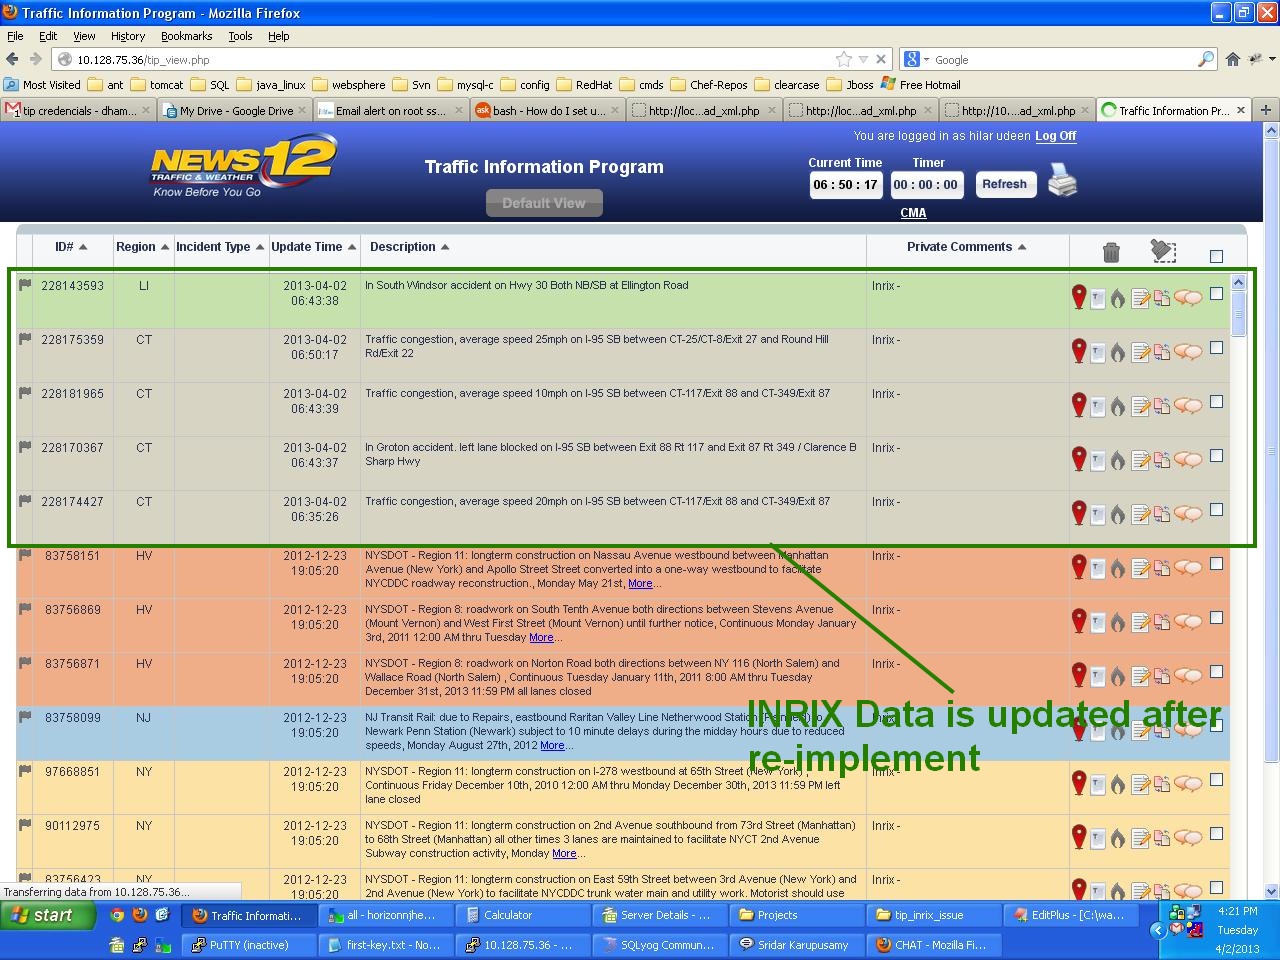 Traffic Information Program - Mozilla Firefox
File Edit View History Bookmarks Tools Help
10.128.75.36/tip_view.php
Google
Most Visited ant tomcat SQL java_linux websphere Svn mysql-c config RedHat cmds Chef-Repos clearcase Jboss Free Hotmail
tip credencials - dham... My Drive - Google Drive Email alert on root ss... bash - How do I set u... http://loc...ad_xml.php http://loc...ad_xml.php http://10....ad_xml.php Traffic Information Pr...
You are logged in as hilar udeen Log Off
NEWS 12
TRAFFIC & WEATHER
Know Before You Go
Traffic Information Program
Default View
Current Time Timer
06 : 50 : 17 00 : 00 : 00 Refresh
CMA
ID# Region Incident Type Update Time Description Private Comments
228143593 LI 2013-04-02 06:43:38 In South Windsor accident on Hwy 30 Both NB/SB at Ellington Road Inrix -
228175359 CT 2013-04-02 06:50:17 Traffic congestion, average speed 25mph on I-95 SB between CT-25/CT-8/Exit 27 and Round Hill Inrix -
Rd/Exit 22
228181965 CT 2013-04-02 06:43:39 Traffic congestion, average speed 10mph on I-95 SB between CT-117/Exit 88 and CT-349/Exit 87 Inrix -
228170367 CT 2013-04-02 06:43:37 In Groton accident. left lane blocked on I-95 SB between Exit 88 Rt 117 and Exit 87 Rt 349 / Clarence B Inrix -
Sharp Hwy
228174427 CT 2013-04-02 06:35:26 Traffic congestion, average speed 20mph on I-95 SB between CT-117/Exit 88 and CT-349/Exit 87 Inrix -
83758151 HV 2012-12-23 19:05:20 NYSDOT - Region 11: longterm construction on Nassau Avenue westbound between Manhattan Inrix -
Avenue (New York) and Apollo Street Street converted into a one-way westbound to facilitate
NYCDDC roadway reconstruction., Monday May 21st, More...
83756869 HV 2012-12-23 19:05:20 NYSDOT - Region 8: roadwork on South Tenth Avenue both directions between Stevens Avenue Inrix -
(Mount Vernon) and West First Street (Mount Vernon) until further notice, Continuous Monday January
3rd, 2011 12:00 AM thru Tuesday More...
83756871 HV 2012-12-23 19:05:20 NYSDOT - Region 8: roadwork on Norton Road both directions between NY 116 (North Salem) and Inrix -
Wallace Road (North Salem) , Continuous Tuesday January 11th, 2011 8:00 AM thru Tuesday
December 31st, 2013 11:59 PM all lanes closed
INRIX Data is updated after
re-implement
83758099 NJ 2012-12-23 19:05:20 NJ Transit Rail: due to Repairs, eastbound Raritan Valley Line Netherwood Station (Plainfield) to Inrix -
Newark Penn Station (Newark) subject to 10 minute delays during the midday hours due to reduced
speeds, Monday August 27th, 2012 More...
97668851 NY 2012-12-23 19:05:20 NYSDOT - Region 11: longterm construction on I-278 westbound at 65th Street (New York) , Inrix -
Continuous Friday December 10th, 2010 12:00 AM thru Monday December 30th, 2013 11:59 PM left
lane closed
90112975 NY 2012-12-23 19:05:20 NYSDOT - Region 11: longterm construction on 2nd Avenue southbound from 73rd Street (Manhattan) Inrix -
to 68th Street (Manhattan) all other times 3 lanes are maintained to facilitate NYCT 2nd Avenue
Subway construction activity, Monday More...
83756423 NY 2012-12-23 19:05:20 NYSDOT - Region 11: longterm construction on East 59th Street between 3rd Avenue (New York) and Inrix -
2nd Avenue (New York) to facilitate NYCDDC trunk water main and utility work. Motorist should use
Transferring data from 10.128.75.36...
start Traffic Informati... all - horizonnjhe... Calculator Server Details - ... Projects tip_inrix_issue EditPlus - [C:\wa... 4:21 PM
Tuesday
PuTTY (inactive) first-key.txt - No... 10.128.75.36 - ... SQLyog Commun... Sridar Karupusamy CHAT - Mozilla Fi... 4/2/2013